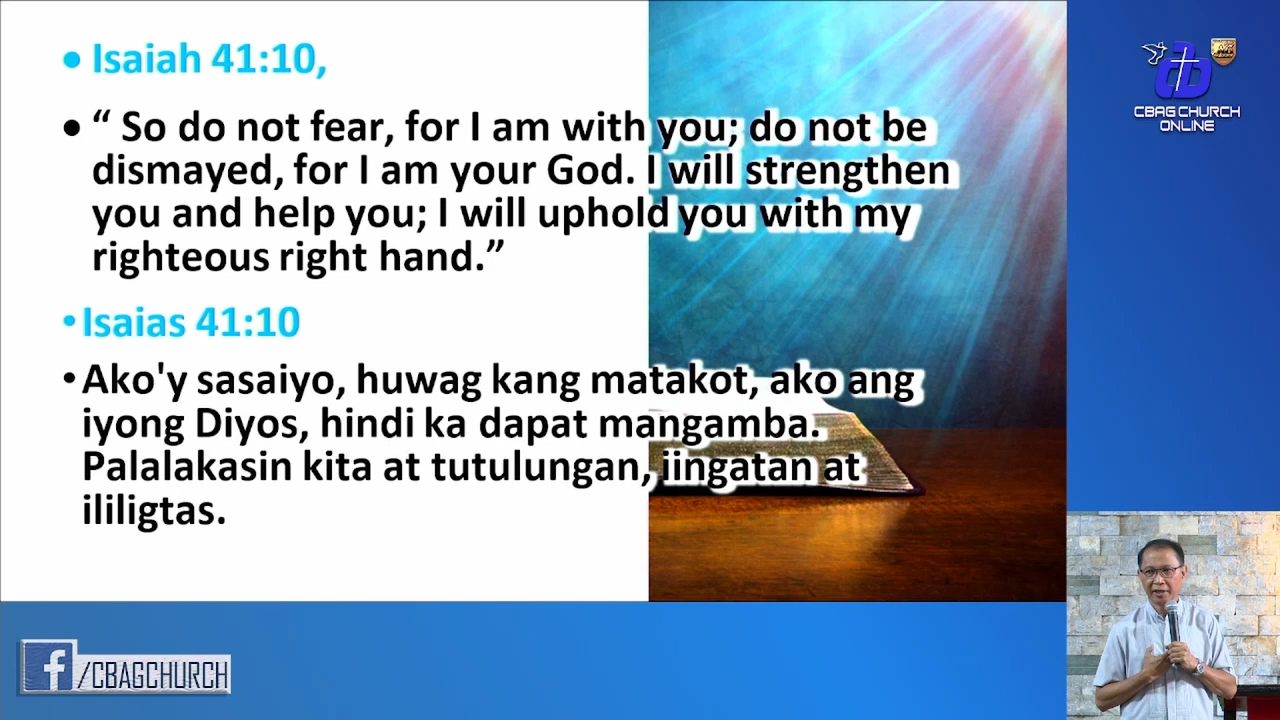 • Isaiah 41:10,
• “ So do not fear, for I am with you; do not be
dismayed, for I am your God. I will strengthen
you and help you; I will uphold you with my
righteous right hand.”
•Isaias 41:10
•Ako'y sasaiyo, huwag kang matakot, ako ang
iyong Diyos, hindi ka dapat mangamba.
Palalakasin kita at tutulungan, iingatan at
ililigtas.
CBAG CHURCH
ONLINE
f/CBAGCHURCH